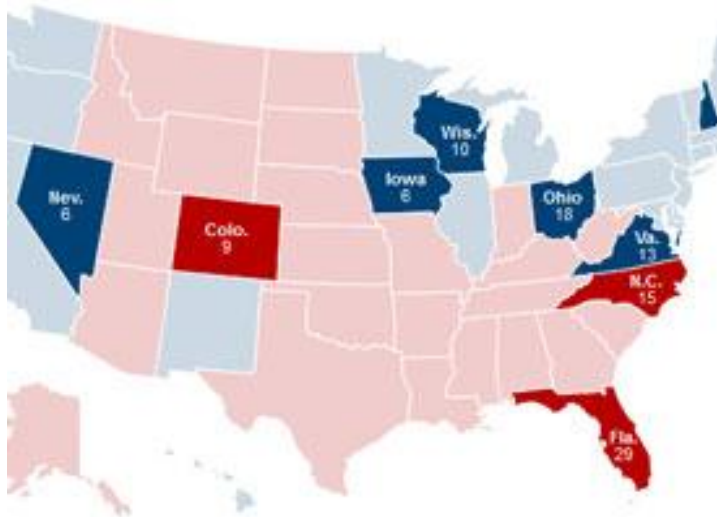 Wis.
10
Nev.
6
Iowa
6
Ohio
18
Colo.
9
Va.
13
N.C.
15
Fla.
29